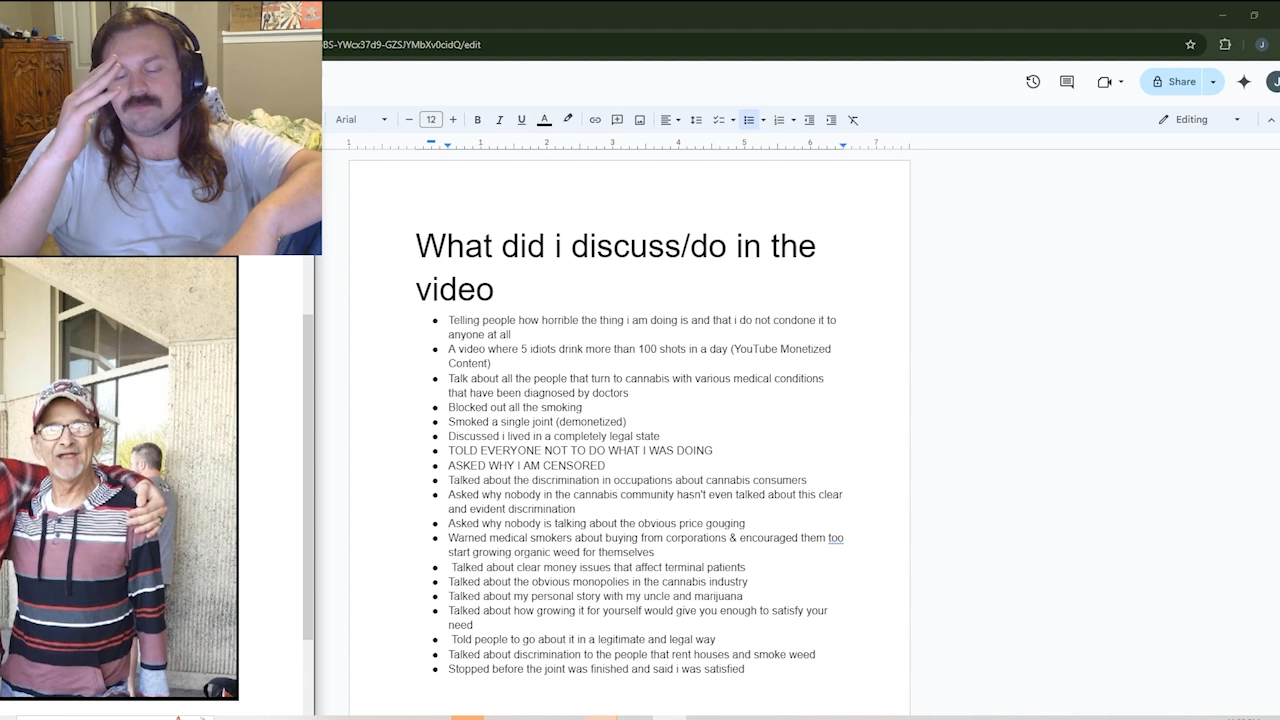 BS-YWcx37d9-GZSJYMbXv0cidQ/edit
Share
Arial
12
Editing
1 1 2 3 4 5 6 7
What did i discuss/do in the
video
● Telling people how horrible the thing i am doing is and that i do not condone it to
anyone at all
● A video where 5 idiots drink more than 100 shots in a day (YouTube Monetized
Content)
● Talk about all the people that turn to cannabis with various medical conditions
that have been diagnosed by doctors
● Blocked out all the smoking
● Smoked a single joint (demonetized)
● Discussed i lived in a completely legal state
● TOLD EVERYONE NOT TO DO WHAT I WAS DOING
● ASKED WHY I AM CENSORED
● Talked about the discrimination in occupations about cannabis consumers
● Asked why nobody in the cannabis community hasn't even talked about this clear
and evident discrimination
● Asked why nobody is talking about the obvious price gouging
● Warned medical smokers about buying from corporations & encouraged them too
start growing organic weed for themselves
● Talked about clear money issues that affect terminal patients
● Talked about the obvious monopolies in the cannabis industry
● Talked about my personal story with my uncle and marijuana
● Talked about how growing it for yourself would give you enough to satisfy your
need
● Told people to go about it in a legitimate and legal way
● Talked about discrimination to the people that rent houses and smoke weed
● Stopped before the joint was finished and said i was satisfied